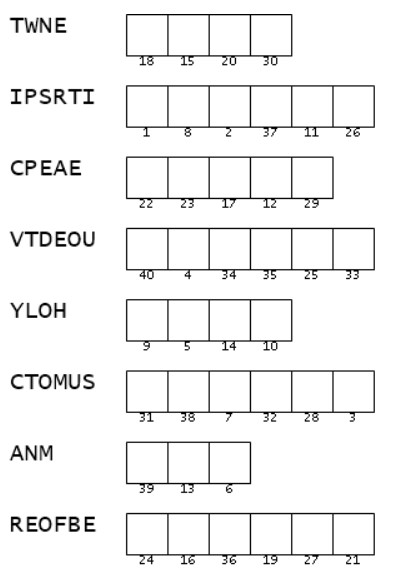 TWNE
18 15 20 30
IPSRTI
1 8 2 37 11 26
CPEAE
22 23 17 12 29
VTDEOU
40 4 34 35 25 33
YLOH
9 5 14 10
CTOMUS
31 38 7 32 28 3
ANM
39 13 6
REOFBE
24 16 36 19 27 21